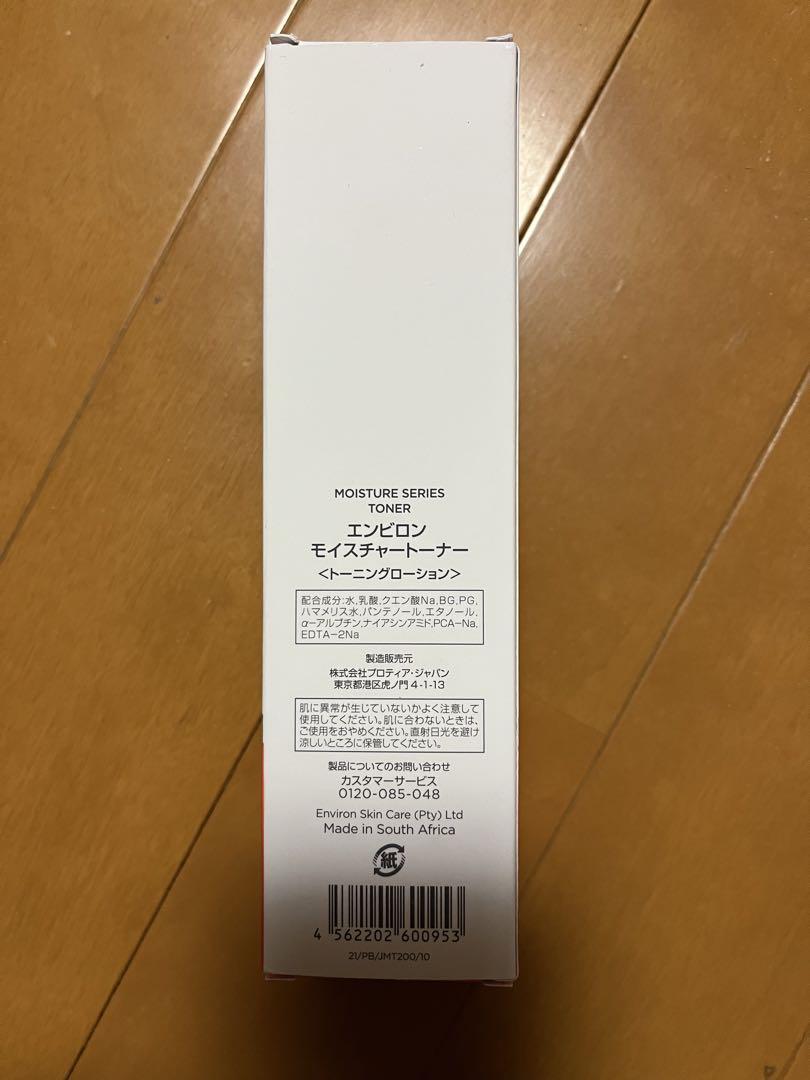 MOISTURE SERIES
TONER
エンビロン
モイスチャートーナー
<トーニングローション>
配合成分:水,乳酸,クエン酸Na,BG,PG,
ハマメリス水,パンテノール,エタノール,
α-アルブチン,ナイアシンアミド,PCA-Na,
EDTA-2Na
製造販売元
株式会社プロティア・ジャパン
東京都港区虎ノ門 4-1-13
肌に異常が生じていないかよく注意して
使用してください。肌に合わないときは、
ご使用をおやめください。直射日光を避け
涼しいところに保管してください。
製品についてのお問い合わせ
カスタマーサービス
0120-085-048
Environ Skin Care (Pty) Ltd
Made in South Africa
紙
4 562202 600953
21/PB/JMT200/10